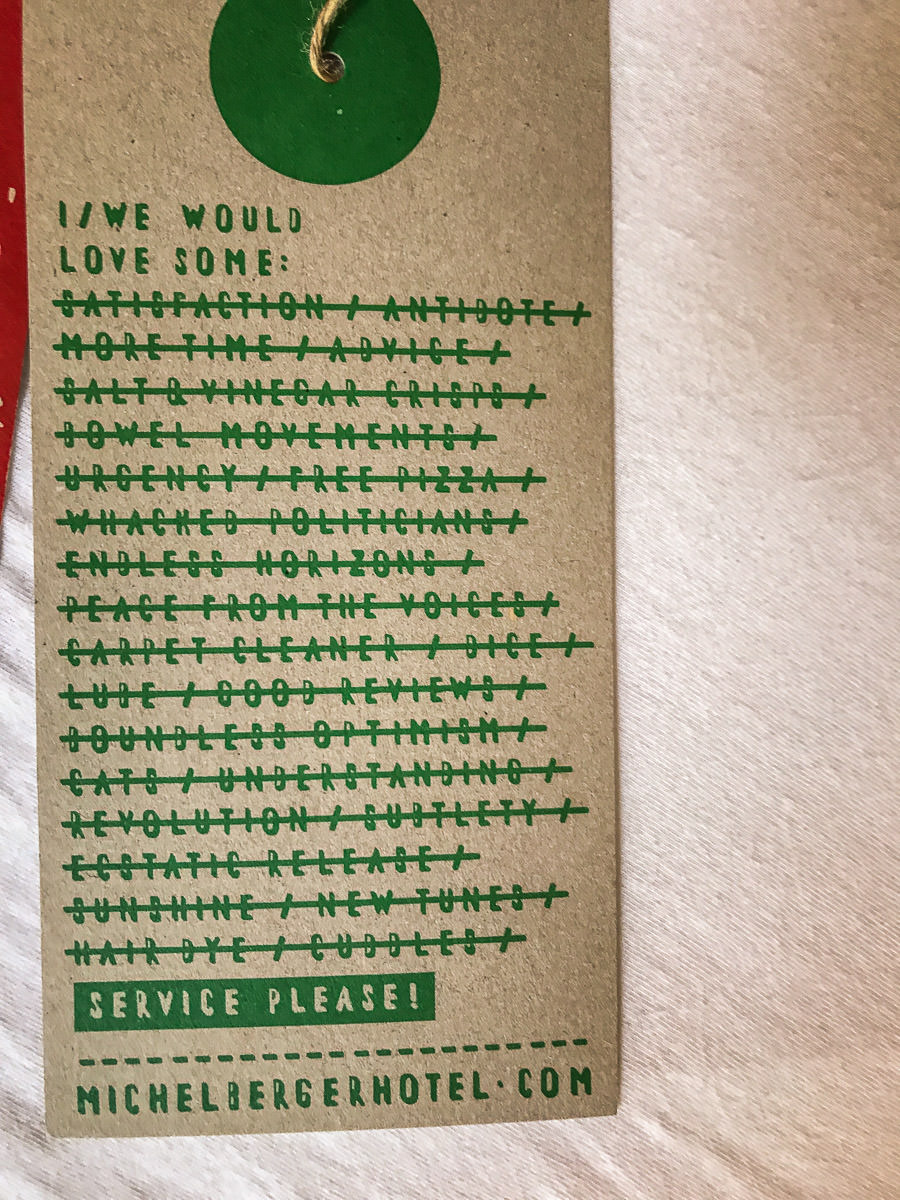 I/WE WOULD
LOVE SOME:
SATISFACTION / ANTIDOTE /
MORE TIME / ADVICE /
SALT & VINEGAR CRISPS /
BOWEL MOVEMENTS /
URGENCY / FREE PIZZA /
WHACKED POLITICIANS /
ENDLESS HORIZONS /
PEACE FROM THE VOICES /
CARPET CLEANER / DICE /
LUBE / GOOD REVIEWS /
BOUNDLESS OPTIMISM /
CATS / UNDERSTANDING /
REVOLUTION / SUBTLETY /
ECSTATIC RELEASE /
SUNSHINE / NEW TUNES /
HAIR DYE / CUDDLES /
SERVICE PLEASE!
MICHELBERGERHOTEL.COM